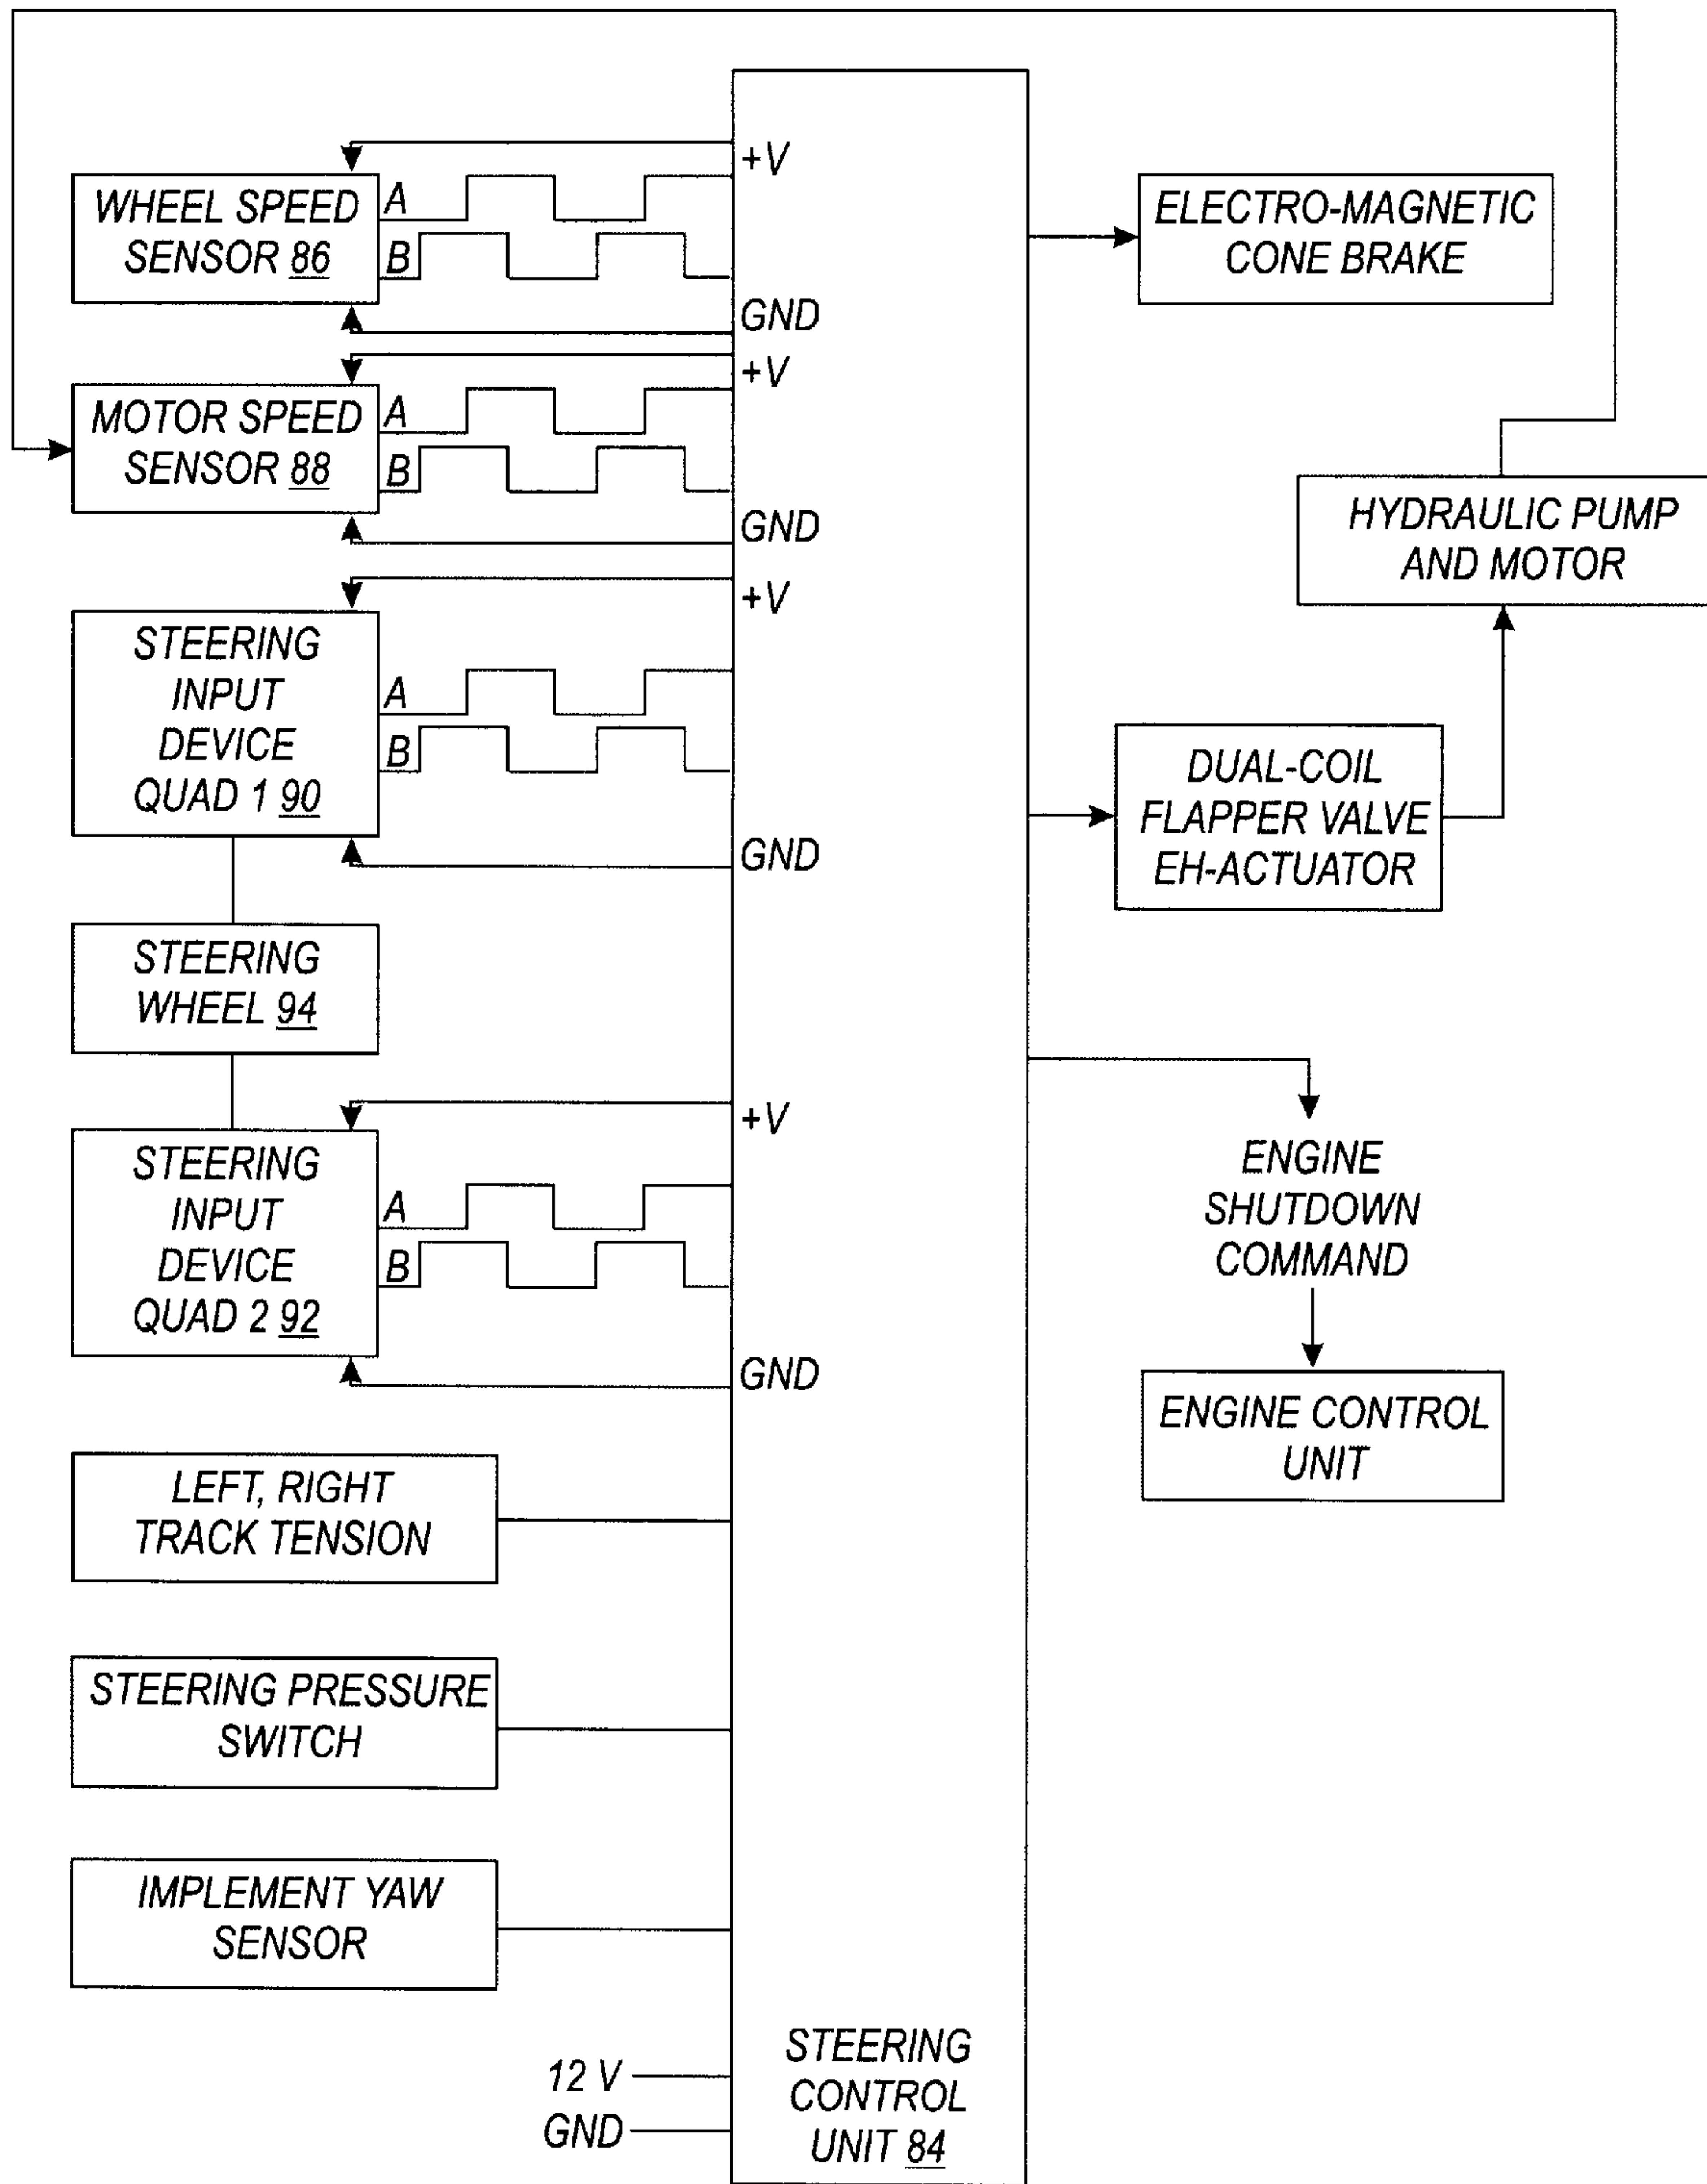 +V
WHEEL SPEED
SENSOR 86
A
B
GND
+V
MOTOR SPEED
SENSOR 88
A
B
GND
+V
STEERING
INPUT
DEVICE
QUAD 1 90
A
B
GND
STEERING
WHEEL 94
+V
STEERING
INPUT
DEVICE
QUAD 2 92
A
B
GND
LEFT, RIGHT
TRACK TENSION
STEERING PRESSURE
SWITCH
IMPLEMENT YAW
SENSOR
12 V
GND
STEERING
CONTROL
UNIT 84
ELECTRO-MAGNETIC
CONE BRAKE
HYDRAULIC PUMP
AND MOTOR
DUAL-COIL
FLAPPER VALVE
EH-ACTUATOR
ENGINE
SHUTDOWN
COMMAND
ENGINE CONTROL
UNIT